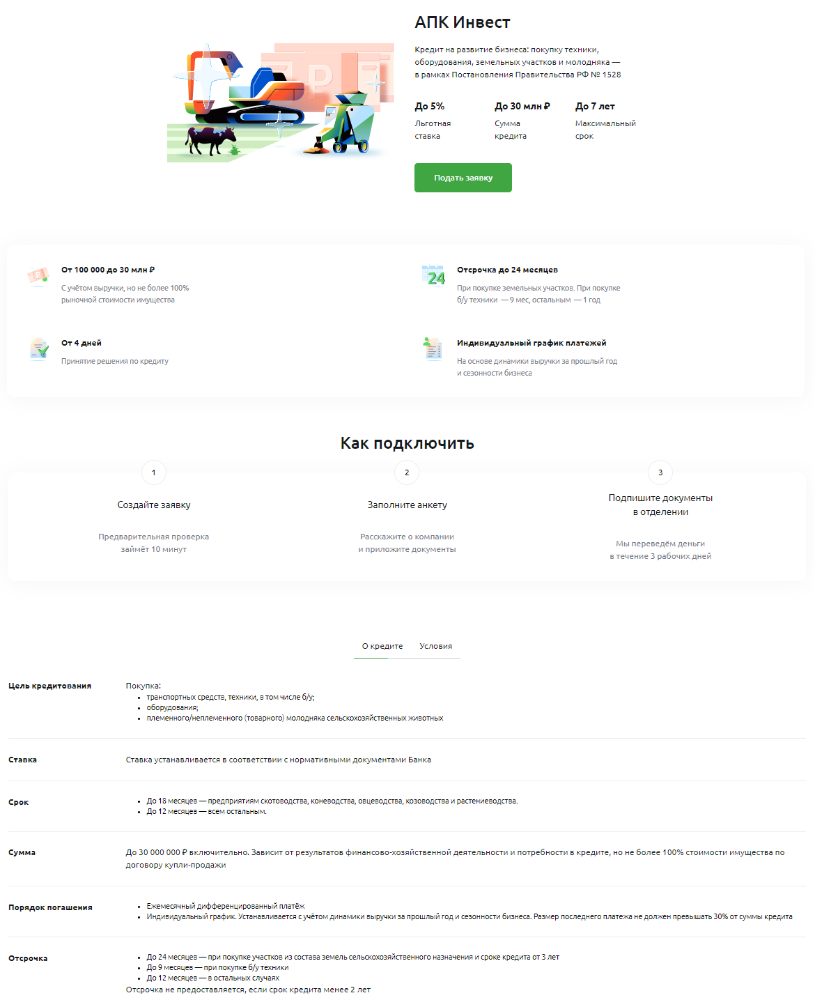 АПК Инвест
Кредит на развитие бизнеса: покупку техники,
оборудования, земельных участков и молодняка —
в рамках Постановления Правительства РФ № 1528
До 5%
Льготная
ставка
До 30 млн ₽
Сумма
кредита
До 7 лет
Максимальный
срок
Подать заявку
От 100 000 до 30 млн ₽
С учётом выручки, но не более 100%
рыночной стоимости имущества
24
Отсрочка до 24 месяцев
При покупке земельных участков. При покупке
б/у техники — 9 мес, остальным — 1 год
От 4 дней
Принятие решения по кредиту
Индивидуальный график платежей
На основе динамики выручки за прошлый год
и сезонности бизнеса
Как подключить
1
Создайте заявку
Предварительная проверка
займёт 10 минут
2
Заполните анкету
Расскажите о компании
и приложите документы
3
Подпишите документы
в отделении
Мы переведём деньги
в течение 3 рабочих дней
О кредите Условия
Цель кредитования
Покупка:
• транспортных средств, техники, в том числе б/у;
• оборудования;
• племенного/неплеменного (товарного) молодняка сельскохозяйственных животных
Ставка
Ставка устанавливается в соответствии с нормативными документами Банка
Срок
• До 18 месяцев — предприятиям скотоводства, коневодства, овцеводства, козоводства и растениеводства.
• До 12 месяцев — всем остальным.
Сумма
До 30 000 000 ₽ включительно. Зависит от результатов финансово-хозяйственной деятельности и потребности в кредите, но не более 100% стоимости имущества по
договору купли-продажи
Порядок погашения
• Ежемесячный дифференцированный платёж
• Индивидуальный график. Устанавливается с учётом динамики выручки за прошлый год и сезонности бизнеса. Размер последнего платежа не должен превышать 30% от суммы кредита
Отсрочка
• До 24 месяцев — при покупке участков из состава земель сельскохозяйственного назначения и сроке кредита от 3 лет
• До 9 месяцев — при покупке б/у техники
• До 12 месяцев — в остальных случаях
Отсрочка не предоставляется, если срок кредита менее 2 лет